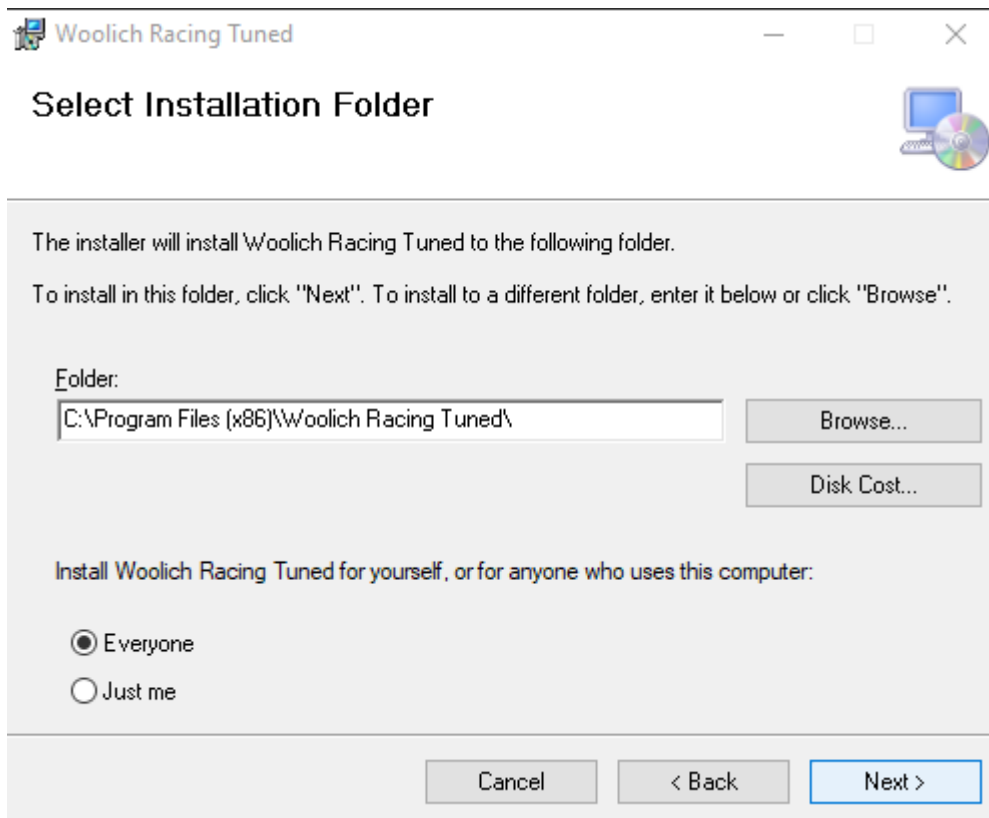 Woolich Racing Tuned
Select Installation Folder
The installer will install Woolich Racing Tuned to the following folder.
To install in this folder, click "Next". To install to a different folder, enter it below or click "Browse".
Folder:
C:\Program Files (x86)\Woolich Racing Tuned\
Browse...
Disk Cost...
Install Woolich Racing Tuned for yourself, or for anyone who uses this computer:
Everyone
Just me
Cancel
< Back
Next >